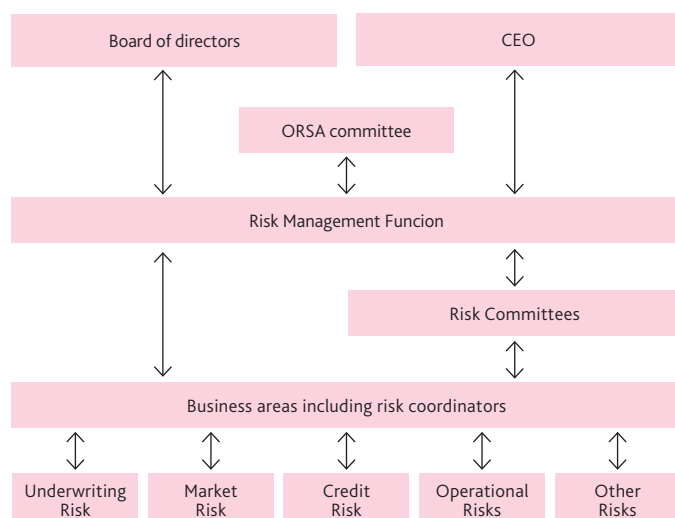 Board of directors
CEO
ORSA committee
Risk Management Funcion
Risk Committees
Business areas including risk coordinators
Underwriting
Risk
Market
Risk
Credit
Risk
Operational
Risks
Other
Risks